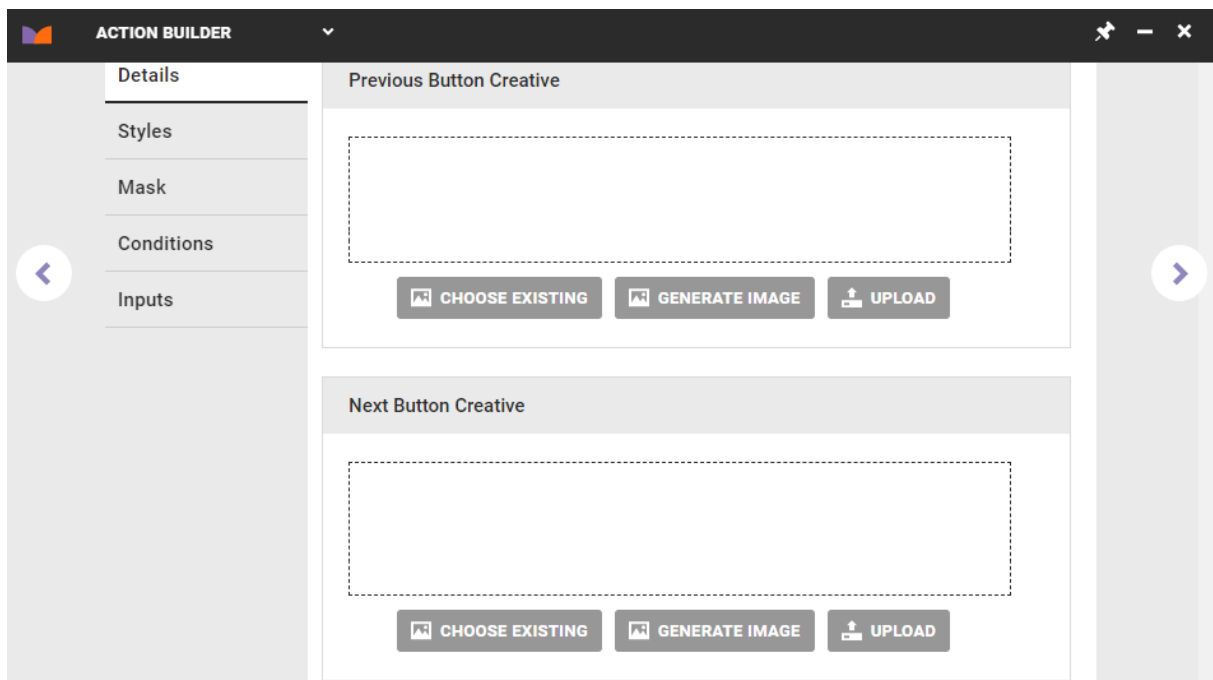 ACTION BUILDER
Details
Styles
Mask
Conditions
Inputs
Previous Button Creative
CHOOSE EXISTING
GENERATE IMAGE
UPLOAD
Next Button Creative
CHOOSE EXISTING
GENERATE IMAGE
UPLOAD